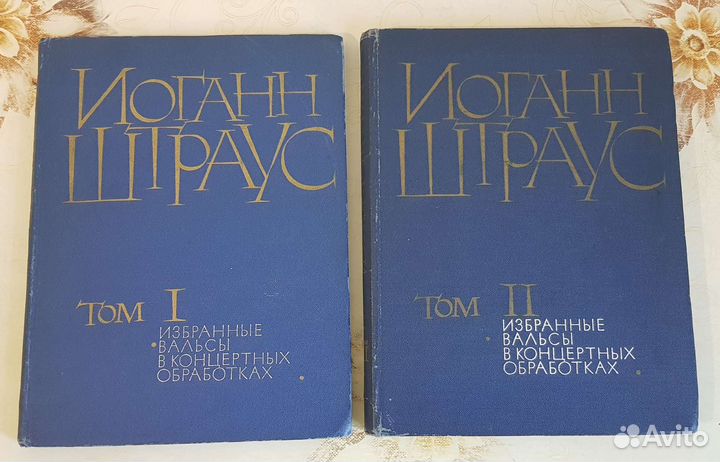 ИОГАНН
ШТРАУС
ТОМ I
ИЗБРАННЫЕ
ВАЛЬСЫ
В КОНЦЕРТНЫХ
ОБРАБОТКАХ
ИОГАНН
ШТРАУС
ТОМ II
ИЗБРАННЫЕ
ВАЛЬСЫ
В КОНЦЕРТНЫХ
ОБРАБОТКАХ
Avito